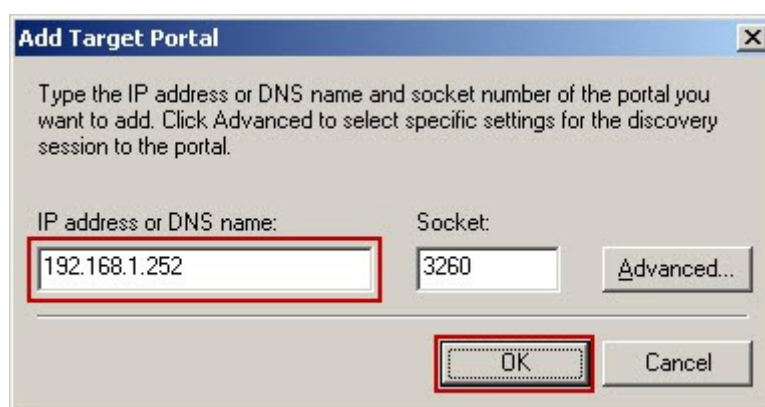 Add Target Portal
Type the IP address or DNS name and socket number of the portal you
want to add. Click Advanced to select specific settings for the discovery
session to the portal.
IP address or DNS name:
Socket:
192.168.1.252
3260
Advanced...
OK
Cancel